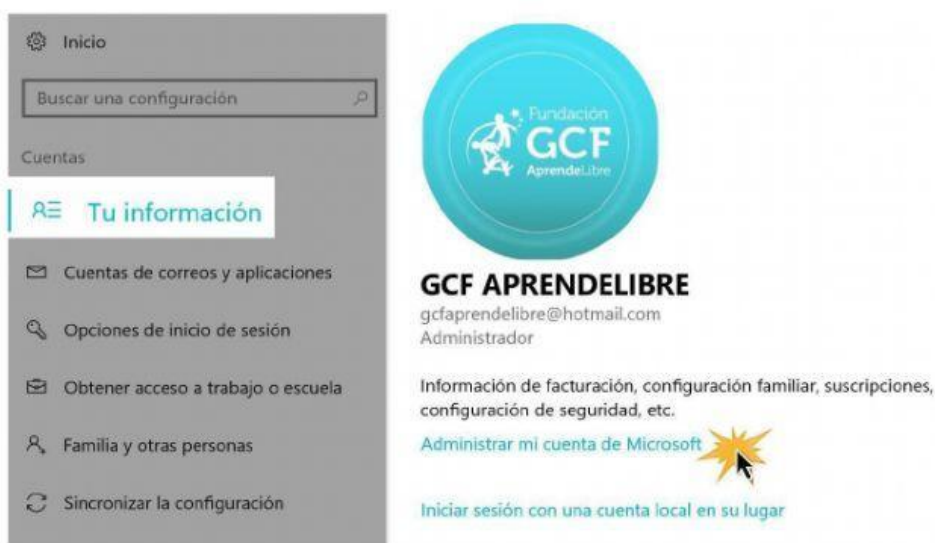 Inicio
Buscar una configuración
Cuentas
Tu información
Cuentas de correos y aplicaciones
Opciones de inicio de sesión
Obtener acceso a trabajo o escuela
Familia y otras personas
Sincronizar la configuración
Fundación
GCF
AprendeLibre
GCF APRENDELIBRE
gcfaprendelibre@hotmail.com
Administrador
Información de facturación, configuración familiar, suscripciones,
configuración de seguridad, etc.
Administrar mi cuenta de Microsoft
Iniciar sesión con una cuenta local en su lugar